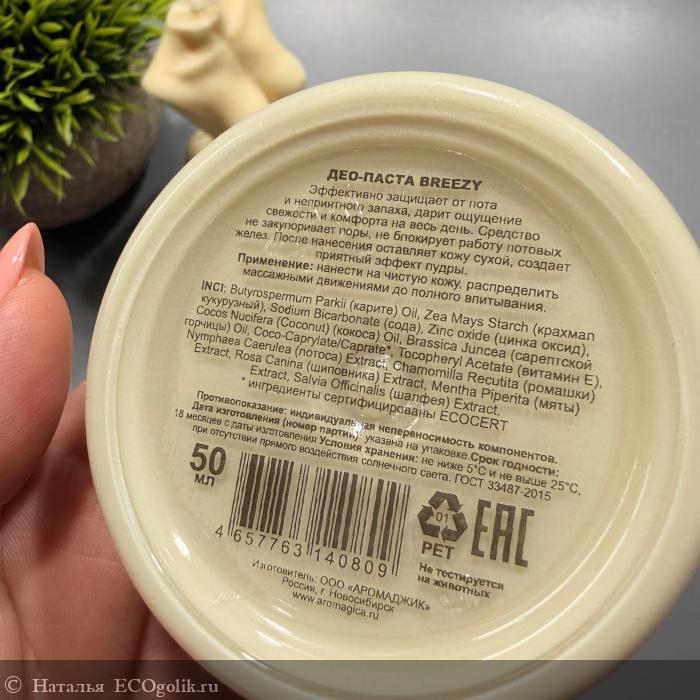 ДЕО-ПАСТА BREEZY
Эффективно защищает от пота
и неприятного запаха, дарит ощущение
свежести и комфорта на весь день. Средство
не закупоривает поры, не блокирует работу потовых
желез. После нанесения оставляет кожу сухой, создает
приятный эффект пудры.
Применение: нанести на чистую кожу, распределить
массажными движениями до полного впитывания.
INCI: Butyrospermum Parkii (карите) Oil, Zea Mays Starch (крахмал
кукурузный), Sodium Bicarbonate (сода), Zinc oxide (цинка оксид),
Cocos Nucifera (Coconut) (кокоса) Oil, Brassica Juncea (сарептской
горчицы) Oil, Coco-Caprylate/Caprate*, Tocopheryl Acetate (витамин Е),
Nymphaea Caerulea (лотоса) Extract, Chamomilla Recutita (ромашки)
Extract, Rosa Canina (шиповника) Extract, Mentha Piperita (мяты)
Extract, Salvia Officinalis (шалфея) Extract.
* ингредиенты сертифицированы ECOCERT
Противопоказание: индивидуальная непереносимость компонентов.
Дата изготовления (номер партии): указана на упаковке.Срок годности:
18 месяцев с даты изготовления Условия хранения: не ниже 5°С и не выше 25°С,
при отсутствии прямого воздействия солнечного света. ГОСТ 33487-2015
50
МЛ
4 657763 140809
01
PET
EAC
Не тестируется
на животных
Изготовитель: ООО «АРОМАДЖИК»
Россия, г. Новосибирск
www.aromagica.ru
© Наталья ECOgolik.ru